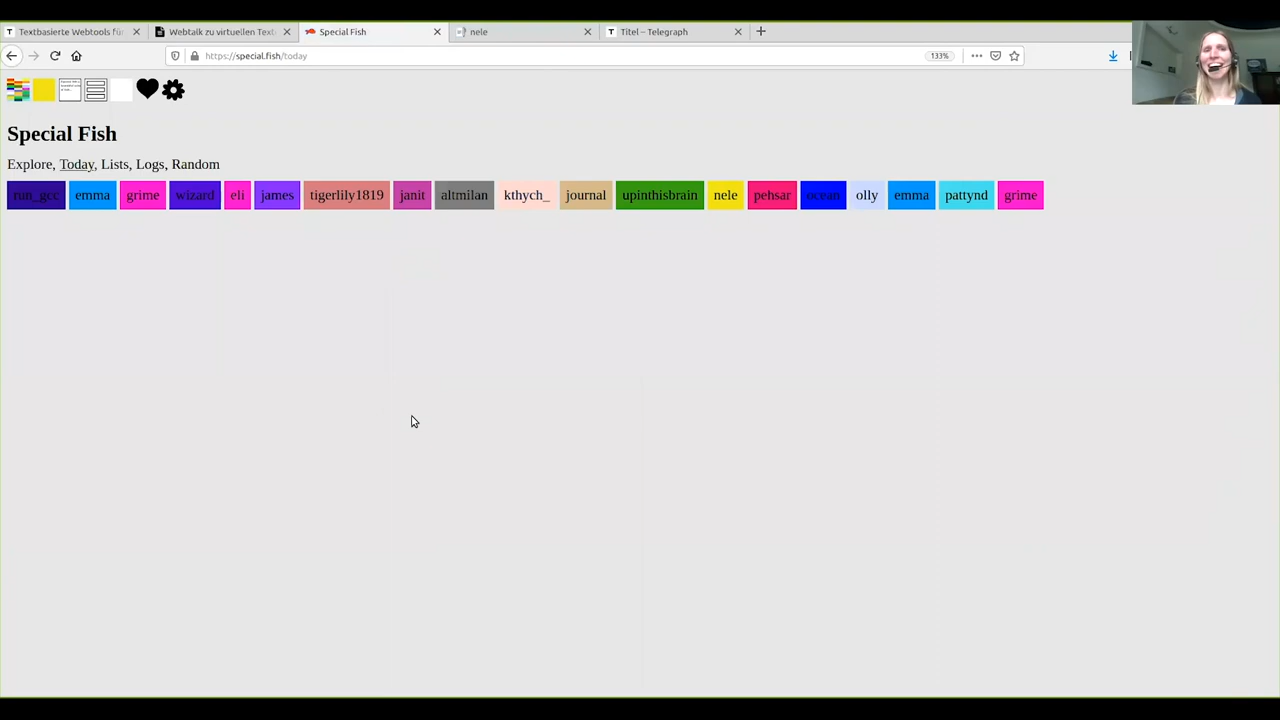 Textbasierte Webtools fü
Webtalk zu virtuellen Text
Special Fish
nele
Titel – Telegraph
https://special.fish/today
133%
Special Fish
Explore, Today, Lists, Logs, Random
run_gcc emma grime wizard eli james tigerlily1819 janit altmilan kthych_ journal upinthisbrain nele pehsar ocean olly emma pattynd grime